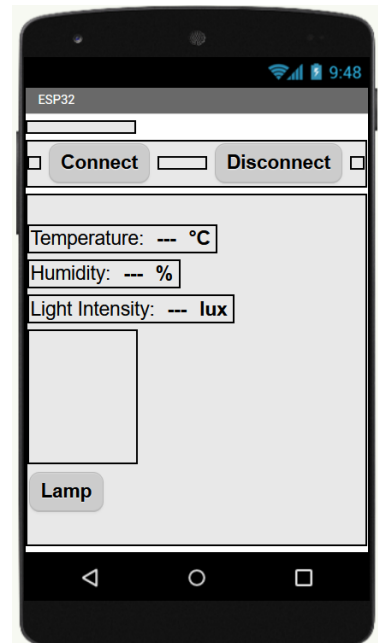 9:48
ESP32
Connect Disconnect
Temperature: --- °C
Humidity: --- %
Light Intensity: --- lux
Lamp